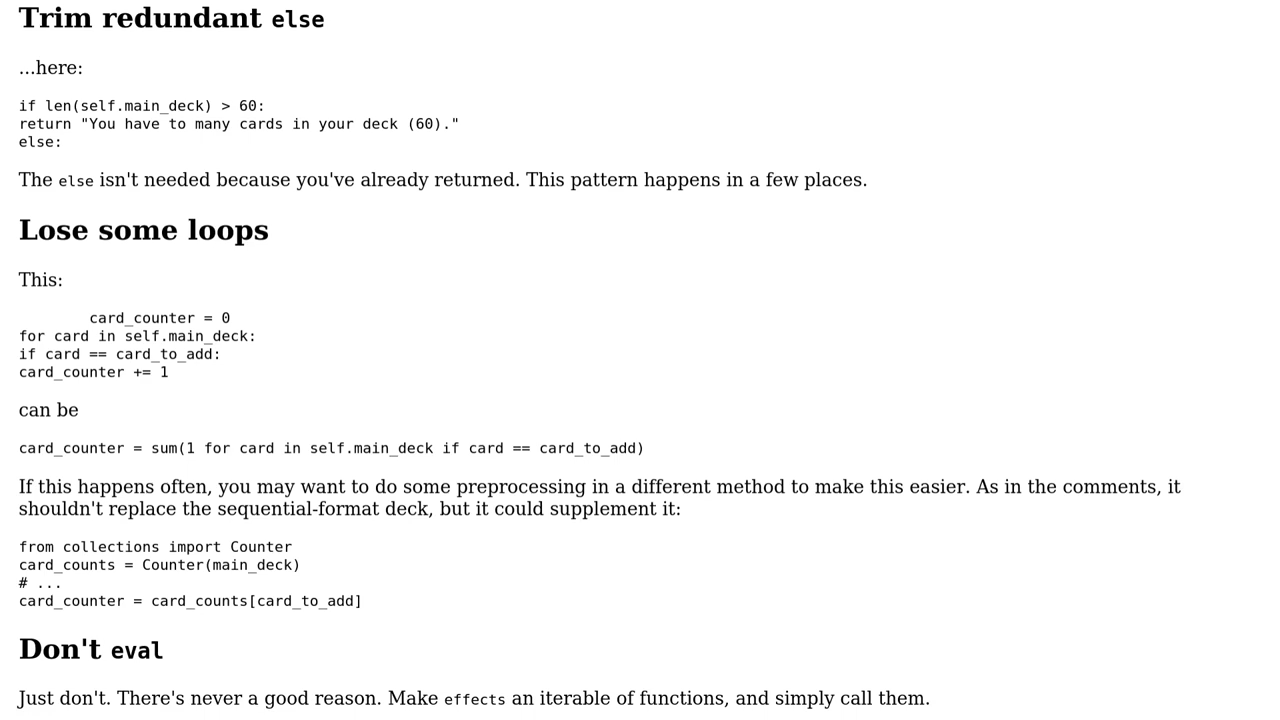 Trim redundant else
...here:
if len(self.main_deck) > 60:
return "You have to many cards in your deck (60)."
else:
The else isn't needed because you've already returned. This pattern happens in a few places.
Lose some loops
This:
        card_counter = 0
for card in self.main_deck:
if card == card_to_add:
card_counter += 1
can be
card_counter = sum(1 for card in self.main_deck if card == card_to_add)
If this happens often, you may want to do some preprocessing in a different method to make this easier. As in the comments, it
shouldn't replace the sequential-format deck, but it could supplement it:
from collections import Counter
card_counts = Counter(main_deck)
# ...
card_counter = card_counts[card_to_add]
Don't eval
Just don't. There's never a good reason. Make effects an iterable of functions, and simply call them.